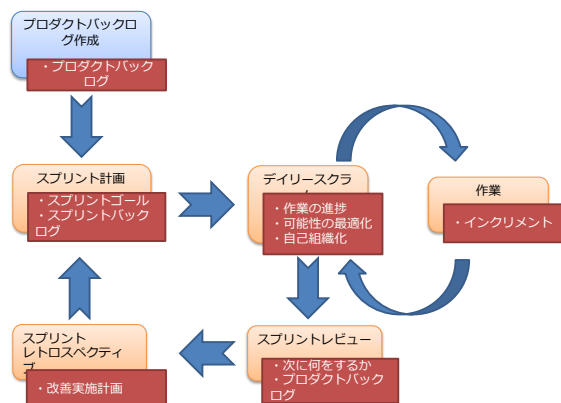 プロダクトバックロ
グ作成
・プロダクトバック
ログ
スプリント計画
・スプリントゴール
・スプリントバック
ログ
デイリースクラ
・作業の進捗
・可能性の最適化
・自己組織化
作業
・インクリメント
スプリント
レトロスペクティ
ブ
・改善実施計画
スプリントレビュー
・次に何をするか
・プロダクトバック
ログ